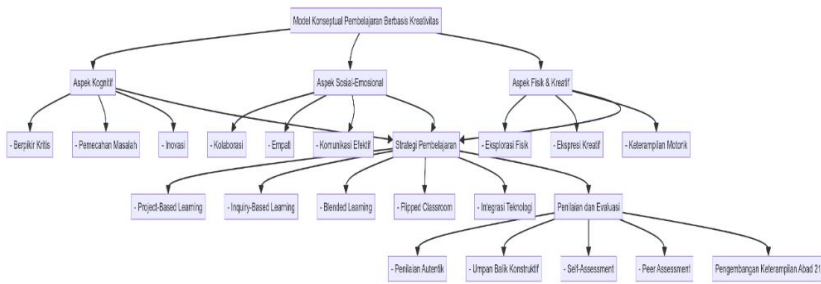 Model Konseptual Pembelajaran Berbasis Kreativitas
Aspek Kognitif
Aspek Sosial-Emosional
Aspek Fisik & Kreatif
- Berpikir Kritis
- Pemecahan Masalah
- Inovasi
- Kolaborasi
- Empati
- Komunikasi Efektif
Strategi Pembelajaran
- Eksplorasi Fisik
- Ekspresi Kreatif
- Keterampilan Motorik
- Project-Based Learning
- Inquiry-Based Learning
- Blended Learning
- Flipped Classroom
- Integrasi Teknologi
Penilaian dan Evaluasi
- Penilaian Autentik
- Umpan Balik Konstruktif
- Self-Assessment
- Peer Assessment
Pengembangan Keterampilan Abad 21